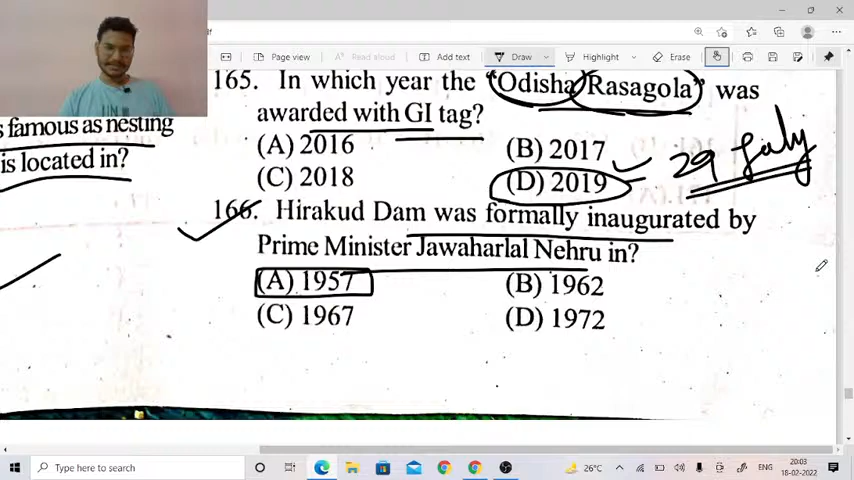 df
Page view
Read aloud
Add text
Draw
Highlight
Erase
s famous as nesting
is located in?
165. In which year the "Odisha Rasagola" was
awarded with GI tag?
(A) 2016
(B) 2017
(C) 2018
(D) 2019
29 July
166. Hirakud Dam was formally inaugurated by
Prime Minister Jawaharlal Nehru in?
(A) 1957
(B) 1962
(C) 1967
(D) 1972
Type here to search
26°C
ENG
20:03
18-02-2022